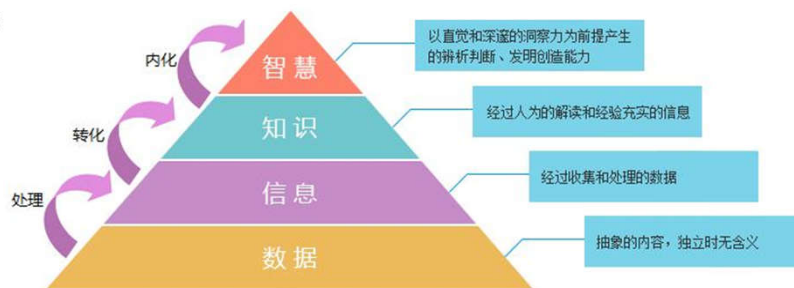 内化
智慧
以直觉和深邃的洞察力为前提产生
的辨析判断、发明创造能力
转化
知识
经过人为的解读和经验充实的信息
处理
信息
经过收集和处理的数据
数据
抽象的内容，独立时无含义